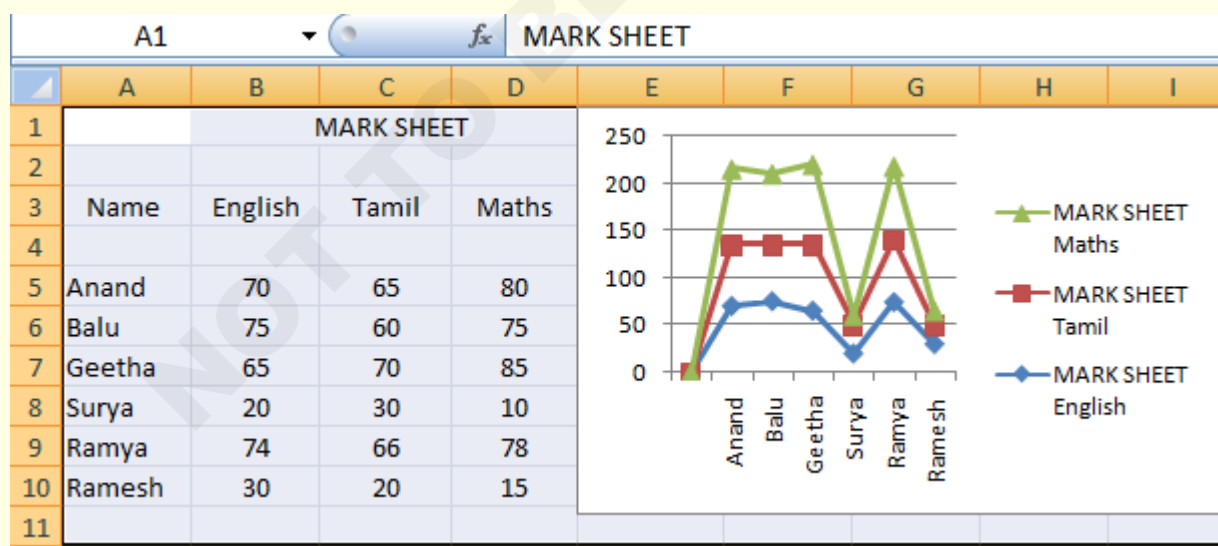 A1 fx MARK SHEET
A B C D E F G H I
1 MARK SHEET
2
3 Name English Tamil Maths
4
5 Anand 70 65 80
6 Balu 75 60 75
7 Geetha 65 70 85
8 Surya 20 30 10
9 Ramya 74 66 78
10 Ramesh 30 20 15
11
250
200
150
100
50
0
Anand Balu Geetha Surya Ramya Ramesh
MARK SHEET
Maths
MARK SHEET
Tamil
MARK SHEET
English
NOT TO BE